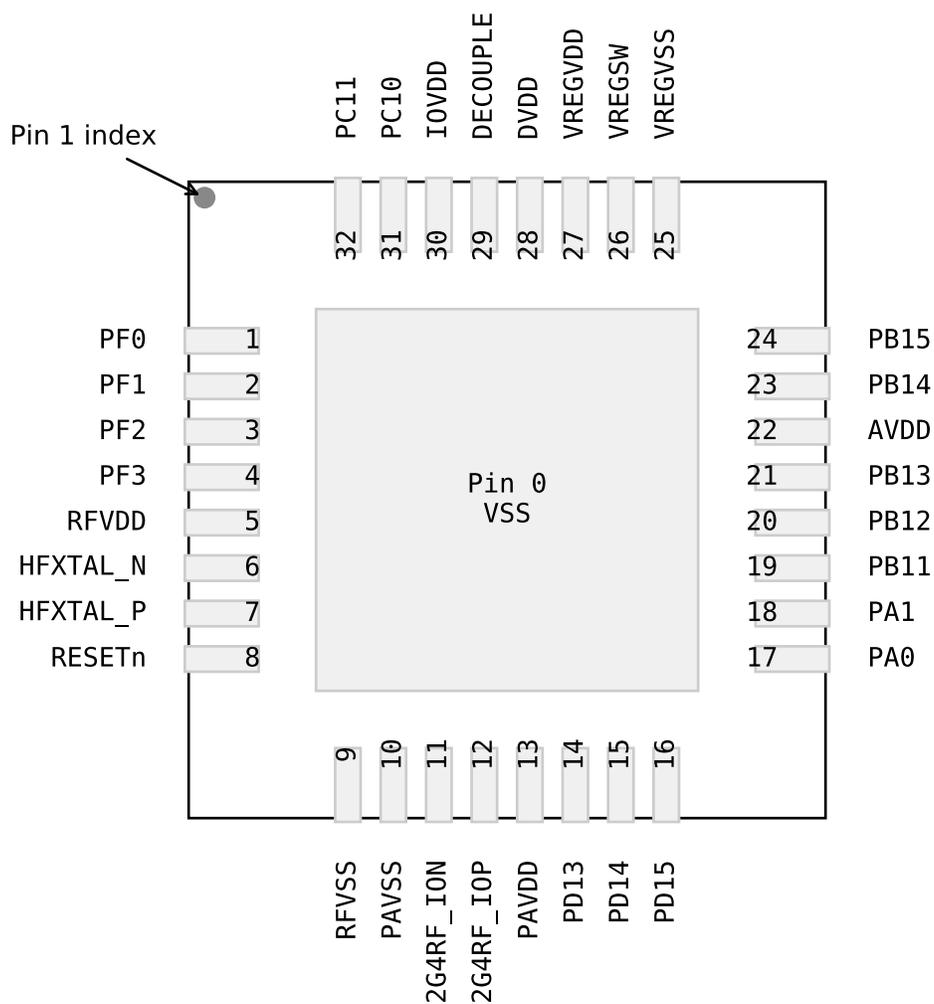 PC11
PC10
IOVDD
DECOUPLE
DVDD
VREGVDD
VREGSW
VREGVSS
Pin 1 index
32
31
30
29
28
27
26
25
PF0 1
PF1 2
PF2 3
PF3 4
RFVDD 5
HFXTAL_N 6
HFXTAL_P 7
RESETn 8
Pin 0
VSS
24 PB15
23 PB14
22 AVDD
21 PB13
20 PB12
19 PB11
18 PA1
17 PA0
9
10
11
12
13
14
15
16
RFVSS
PAVSS
2G4RF_ION
2G4RF_IOP
PAVDD
PD13
PD14
PD15